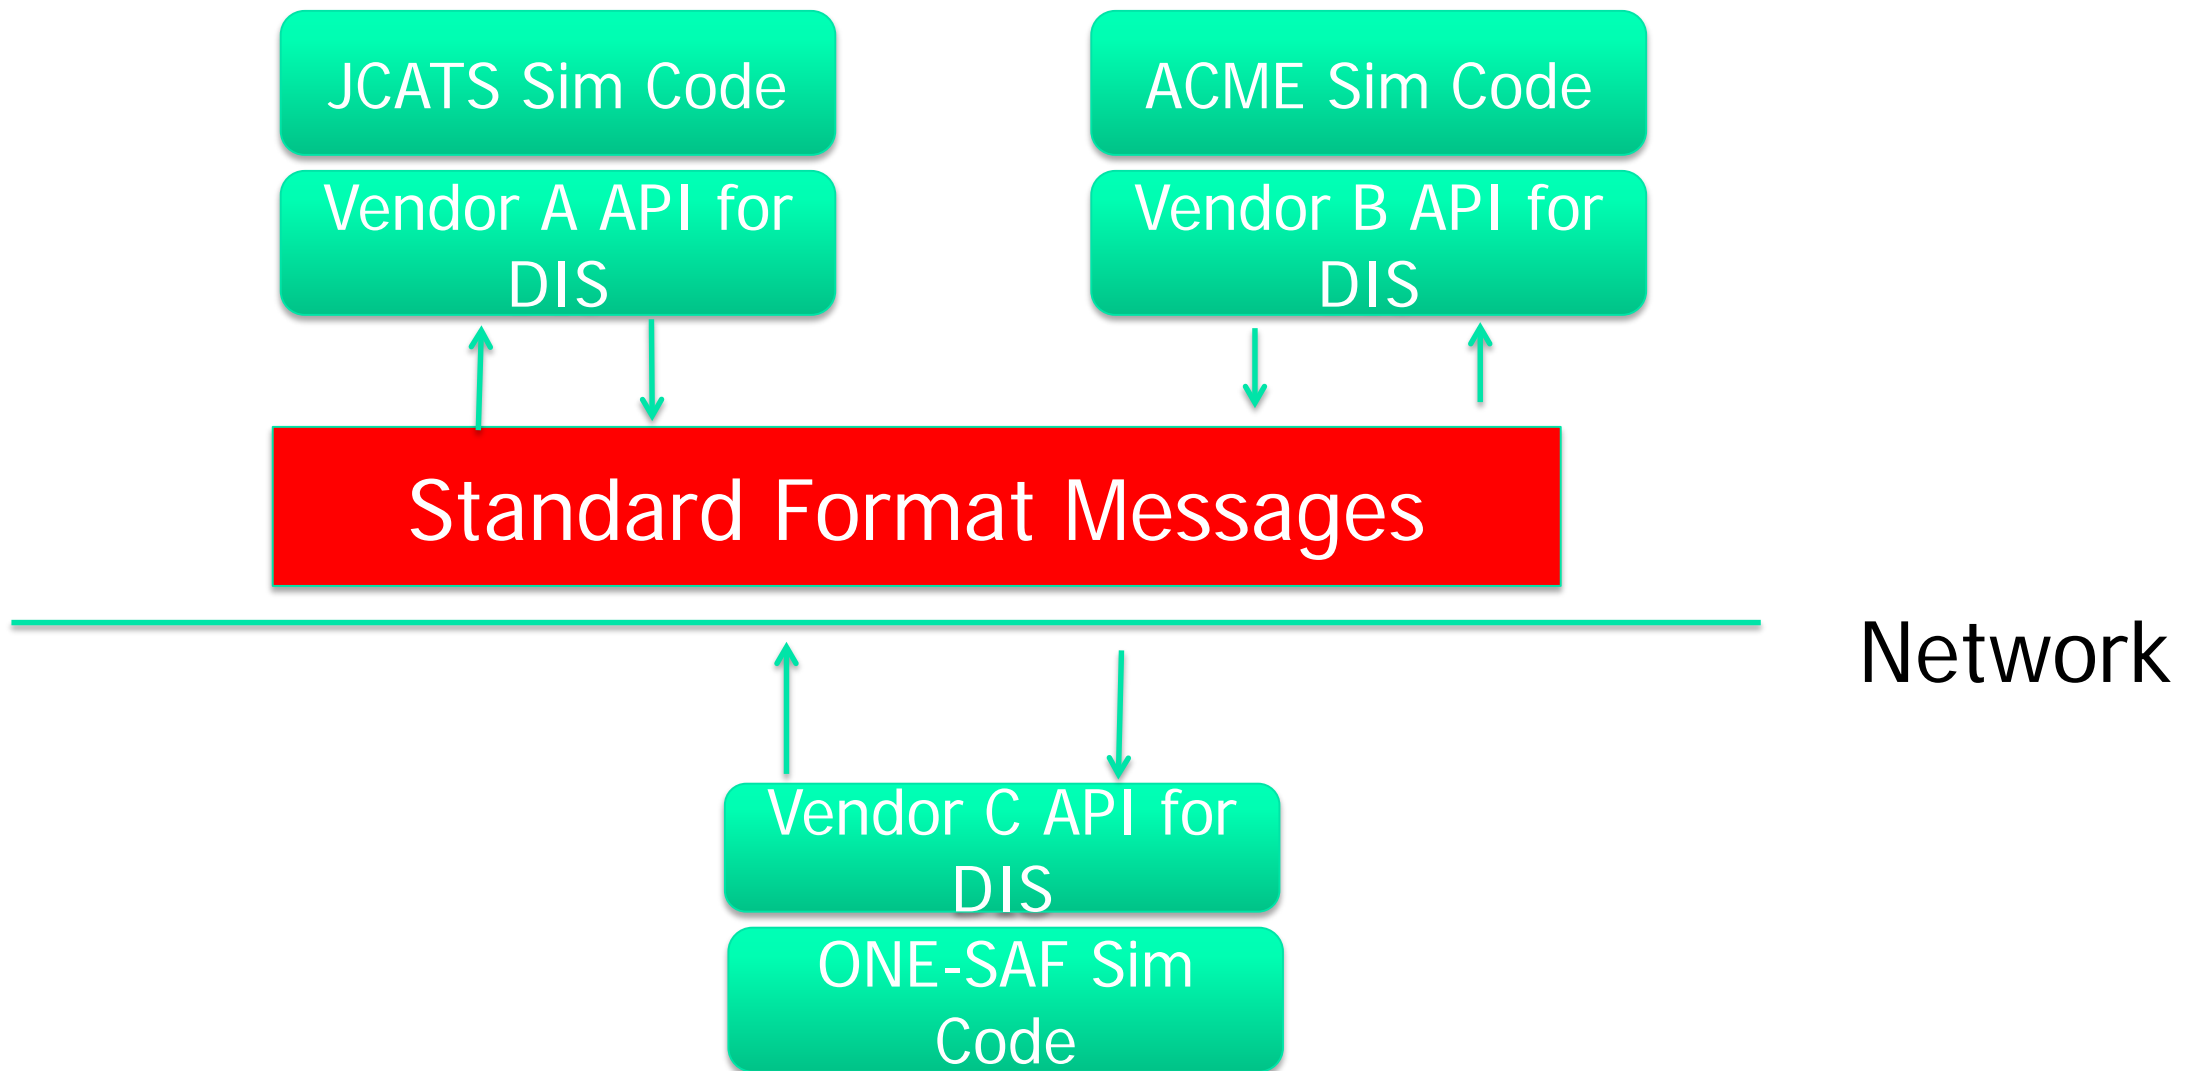 JCATS Sim Code
ACME Sim Code
Vendor A API for
DIS
Vendor B API for
DIS
Standard Format Messages
Network
Vendor C API for
DIS
ONE-SAF Sim
Code